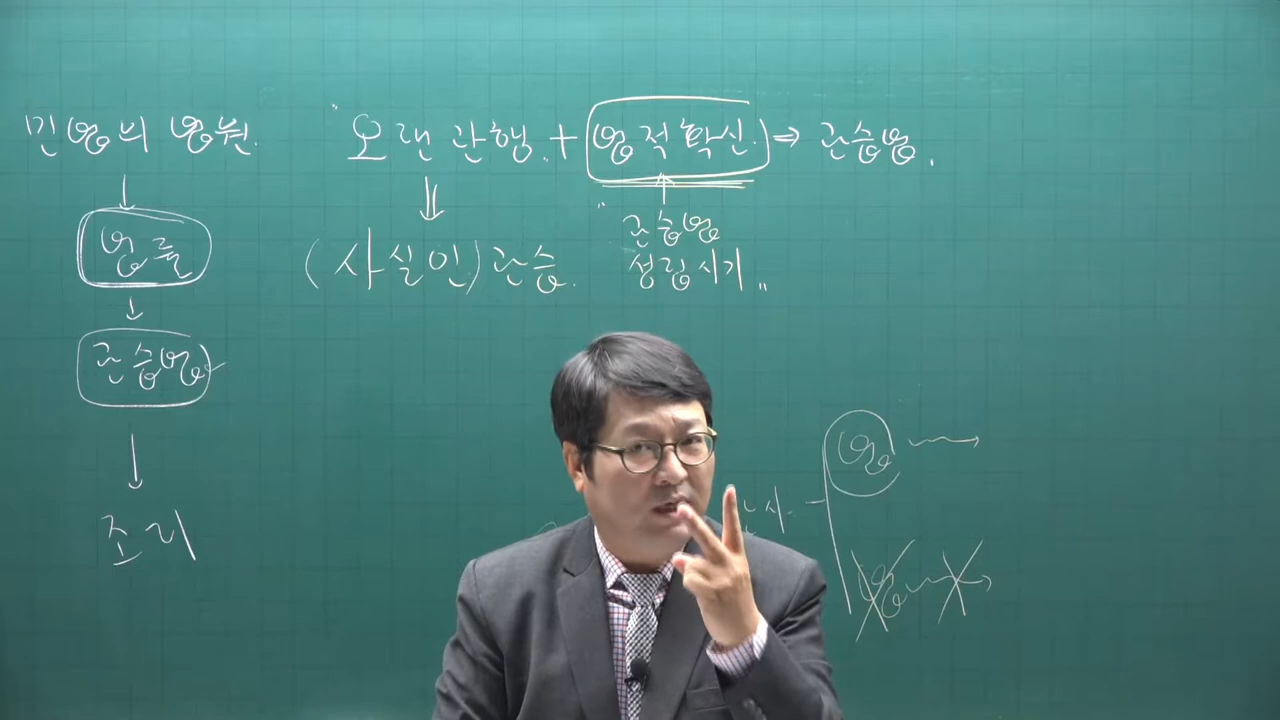 민법의 법원.
법률
관습법
조리
"오랜관행" + 법적확신 ⇒ 관습법.
(사실인)관습.
"관습법
성립시기"
법
법